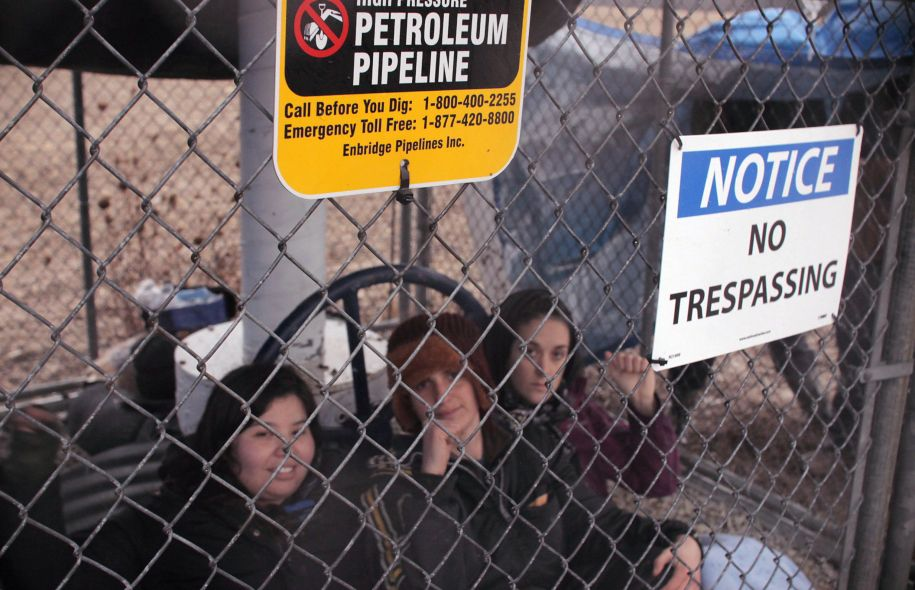 HIGH PRESSURE
PETROLEUM
PIPELINE
Call Before You Dig: 1-800-400-2255
Emergency Toll Free: 1-877-420-8800
Enbridge Pipelines Inc.
NOTICE
NO
TRESPASSING